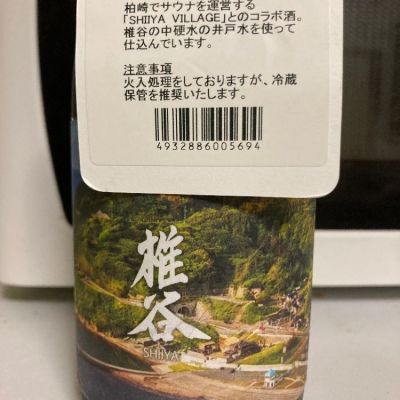 柏崎でサウナを運営する
「SHIIYA VILLAGE」とのコラボ酒。
椎谷の中硬水の井戸水を使って
仕込んでいます。
注意事項
火入処理をしておりますが、冷蔵
保管を推奨いたします。
4932886005694
椎谷
SHIIYA